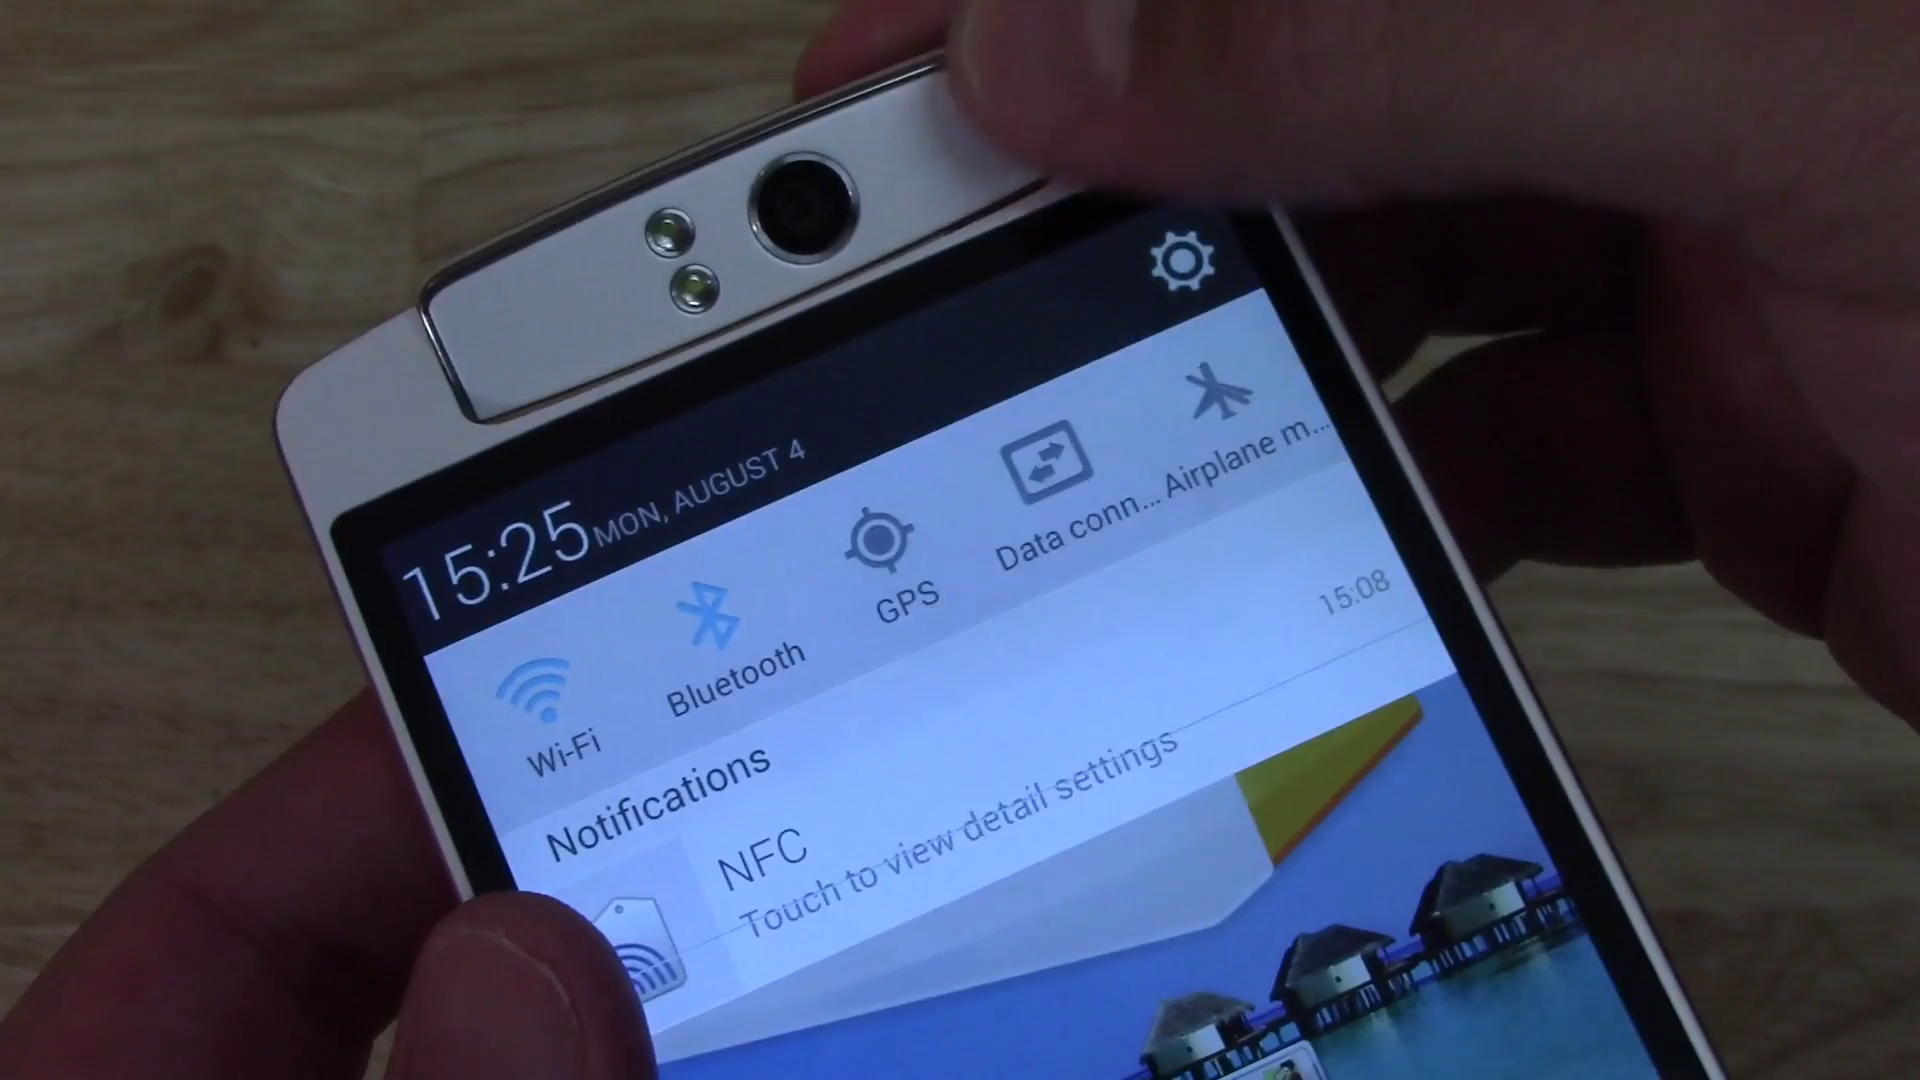 15:25 MON, AUGUST 4
Wi-Fi
Bluetooth
GPS
Data conn...
Airplane m...
Notifications
NFC
15:08
Touch to view detail settings